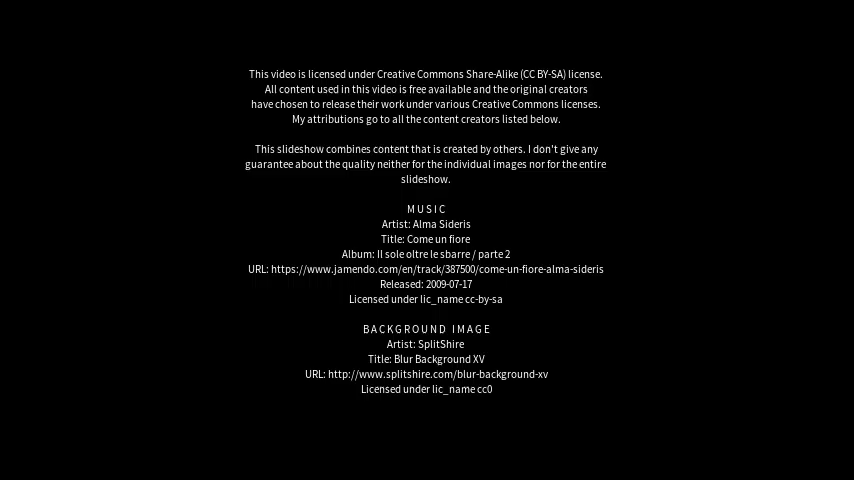 This video is licensed under Creative Commons Share-Alike (CC BY-SA) license.
All content used in this video is free available and the original creators
have chosen to release their work under various Creative Commons licenses.
My attributions go to all the content creators listed below.
This slideshow combines content that is created by others. I don't give any
guarantee about the quality neither for the individual images nor for the entire
slideshow.
MUSIC
Artist: Alma Sideris
Title: Come un fiore
Album: Il sole oltre le sbarre / parte 2
URL: https://www.jamendo.com/en/track/387500/come-un-fiore-alma-sideris
Released: 2009-07-17
Licensed under lic_name cc-by-sa
BACKGROUND IMAGE
Artist: SplitShire
Title: Blur Background XV
URL: http://www.splitshire.com/blur-background-xv
Licensed under lic_name cc0